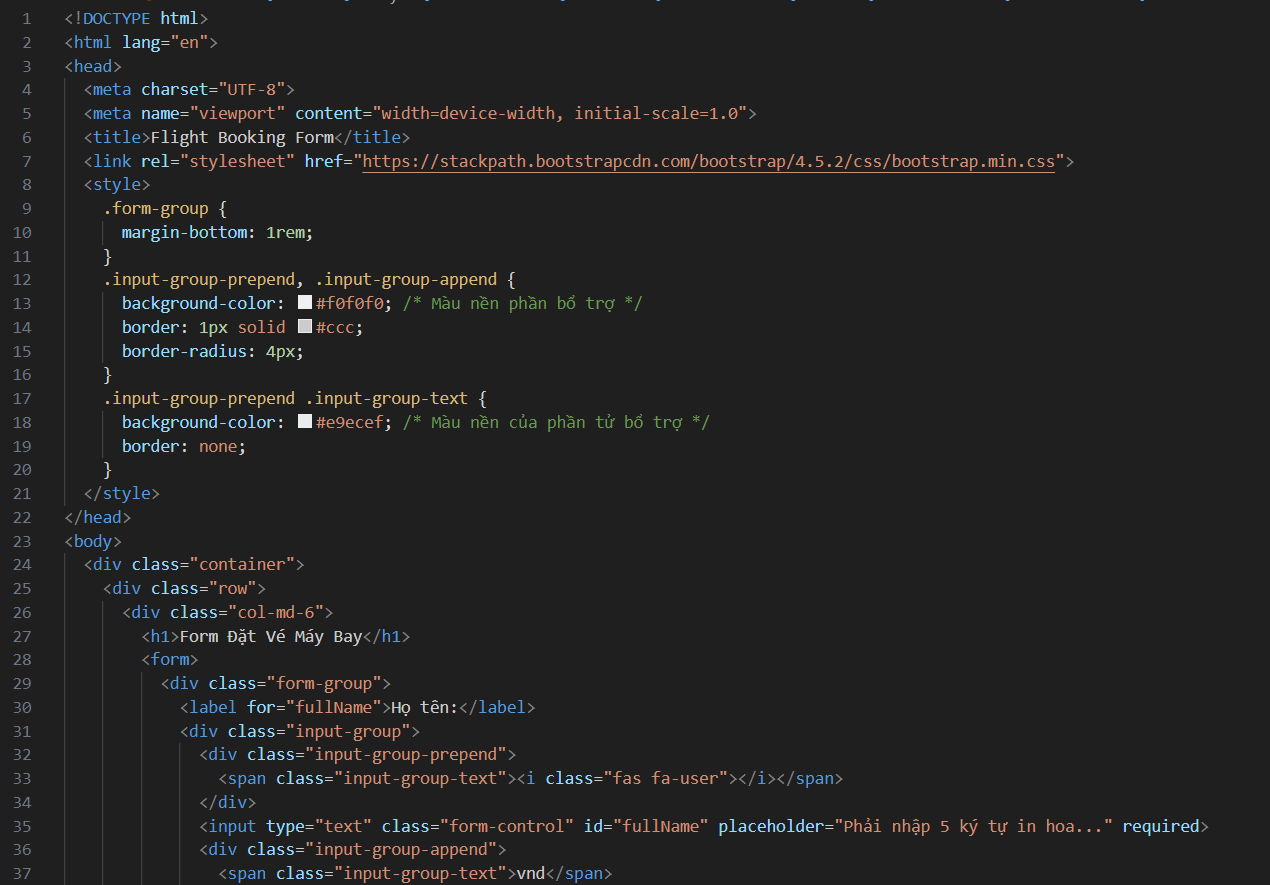 1 <!DOCTYPE html>
2 <html lang="en">
3 <head>
4 <meta charset="UTF-8">
5 <meta name="viewport" content="width=device-width, initial-scale=1.0">
6 <title>Flight Booking Form</title>
7 <link rel="stylesheet" href="https://stackpath.bootstrapcdn.com/bootstrap/4.5.2/css/bootstrap.min.css">
8 <style>
9 .form-group {
10 margin-bottom: 1rem;
11 }
12 .input-group-prepend, .input-group-append {
13 background-color: #f0f0f0; /* Màu nền phần bổ trợ */
14 border: 1px solid #ccc;
15 border-radius: 4px;
16 }
17 .input-group-prepend .input-group-text {
18 background-color: #e9ecef; /* Màu nền của phần tử bổ trợ */
19 border: none;
20 }
21 </style>
22 </head>
23 <body>
24 <div class="container">
25 <div class="row">
26 <div class="col-md-6">
27 <h1>Form Đặt Vé Máy Bay</h1>
28 <form>
29 <div class="form-group">
30 <label for="fullName">Họ tên:</label>
31 <div class="input-group">
32 <div class="input-group-prepend">
33 <span class="input-group-text"><i class="fas fa-user"></i></span>
34 </div>
35 <input type="text" class="form-control" id="fullName" placeholder="Phải nhập 5 ký tự in hoa..." required>
36 <div class="input-group-append">
37 <span class="input-group-text">vnd</span>